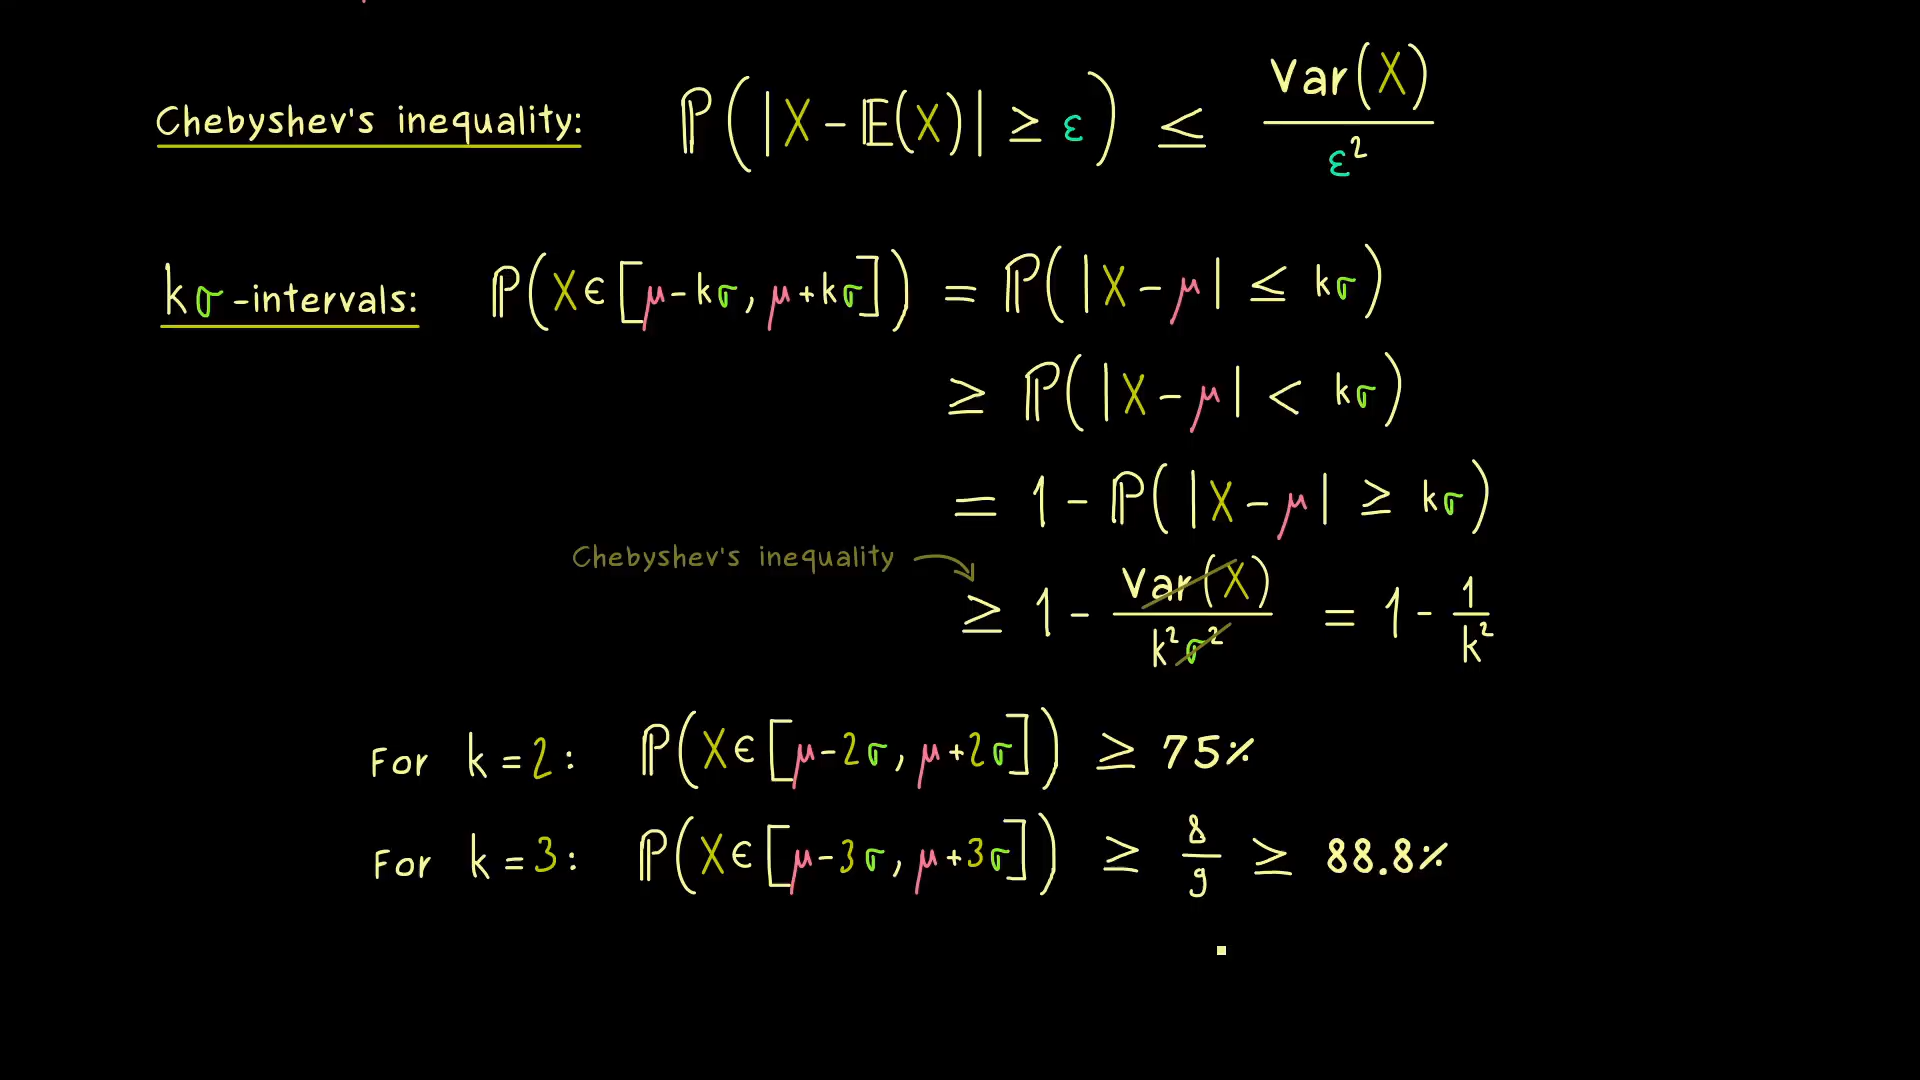 Chebyshev's inequality: ℙ(|X - 𝔼(X)| ≥ ε) ≤ Var(X) / ε²
kσ-intervals: ℙ(X ∈ [μ - kσ, μ + kσ]) = ℙ(|X - μ| ≤ kσ)
≥ ℙ(|X - μ| < kσ)
= 1 - ℙ(|X - μ| ≥ kσ)
Chebyshev's inequality
≥ 1 - Var(X) / k²σ² = 1 - 1 / k²
For k = 2: ℙ(X ∈ [μ - 2σ, μ + 2σ]) ≥ 75%
For k = 3: ℙ(X ∈ [μ - 3σ, μ + 3σ]) ≥ 8 / 9 ≥ 88.8%